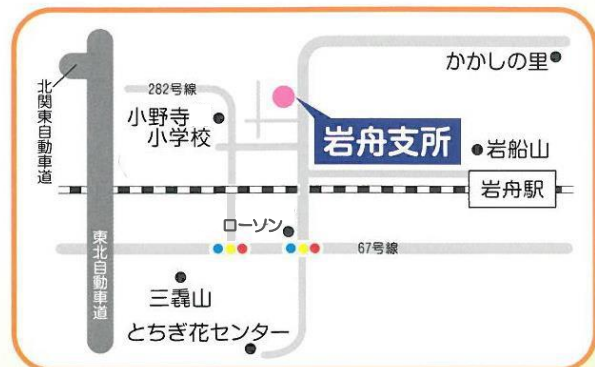 北関東自動車道
282号線
小野寺
小学校
かかしの里
岩舟支所
岩船山
岩舟駅
ローソン
67号線
東北自動車道
三毳山
とちぎ花センター